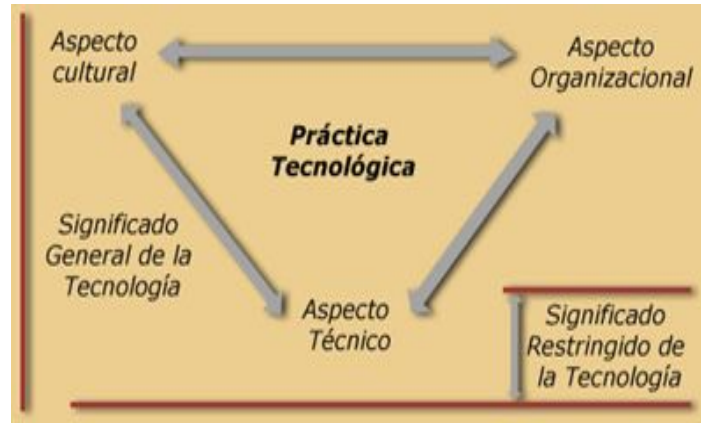 Aspecto
cultural
Aspecto
Organizacional
Práctica
Tecnológica
Significado
General de la
Tecnología
Aspecto
Técnico
Significado
Restringido de
la Tecnología